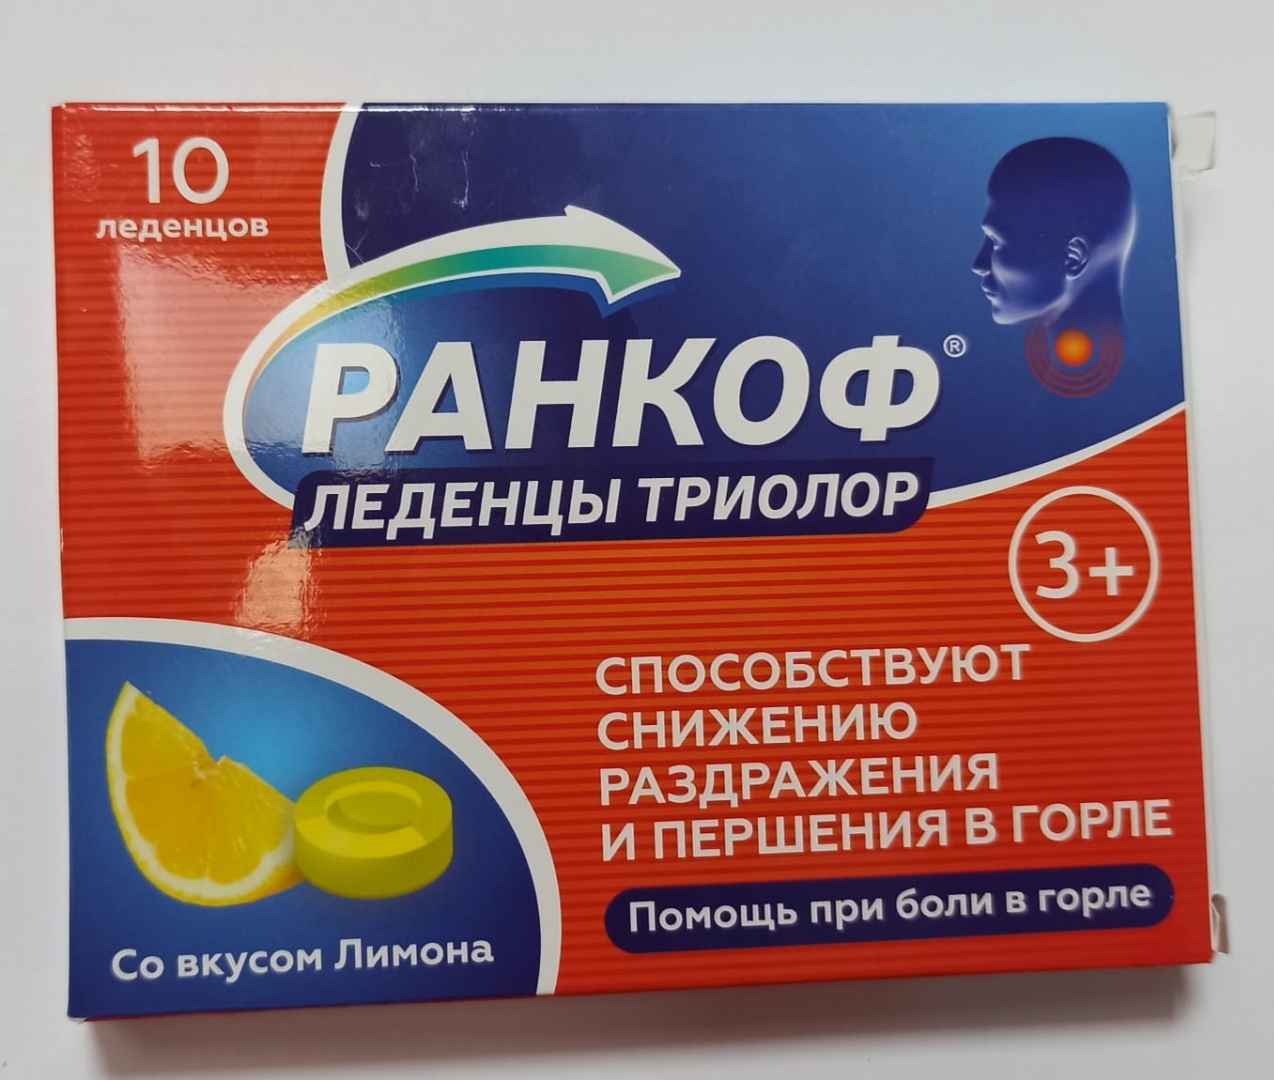 10
леденцов
РАНКОФ®
ЛЕДЕНЦЫ ТРИОЛОР
3+
СПОСОБСТВУЮТ
СНИЖЕНИЮ
РАЗДРАЖЕНИЯ
И ПЕРШЕНИЯ В ГОРЛЕ
Помощь при боли в горле
Со вкусом Лимона